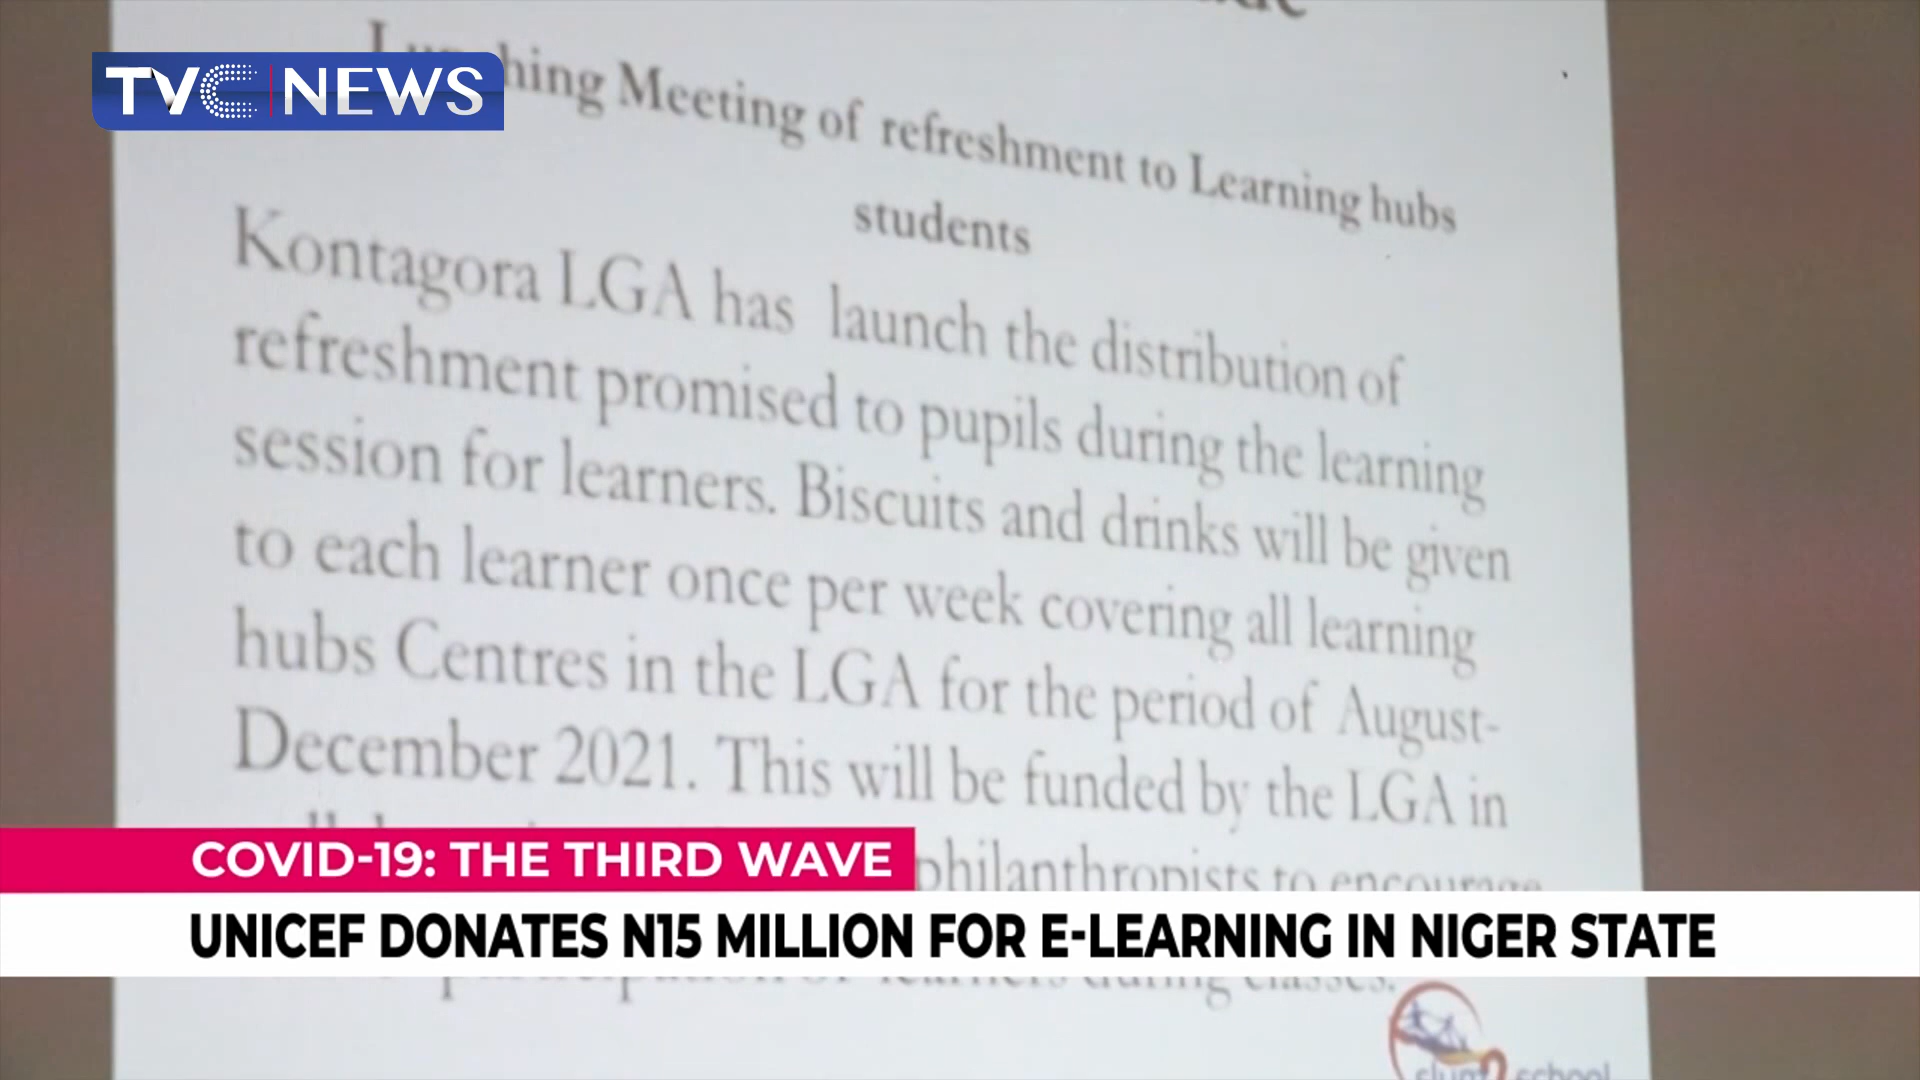 TVC NEWS
Meeting of refreshment to Learning hubs
students
Kontagora LGA has launch the distribution of
refreshment promised to pupils during the learning
session for learners. Biscuits and drinks will be given
to each learner once per week covering all learning
hubs Centres in the LGA for the period of August-
December 2021. This will be funded by the LGA in
philanthropists to encourage
COVID-19: THE THIRD WAVE
UNICEF DONATES N15 MILLION FOR E-LEARNING IN NIGER STATE
learners during classes.
school